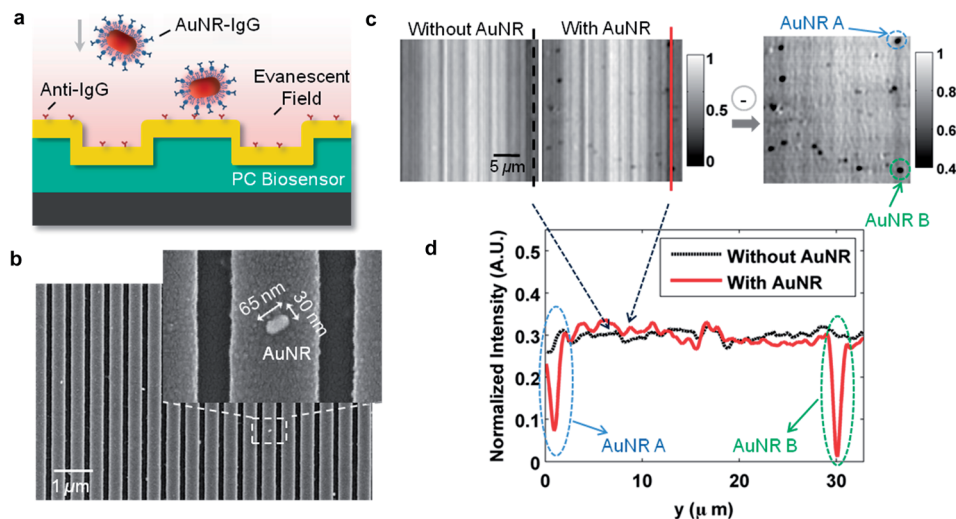 a
AuNR-IgG
Anti-IgG
Evanescent
Field
PC Biosensor
b
65 nm
30 nm
AuNR
1 µm
c
Without AuNR
With AuNR
5 µm
1
0.5
0
-
AuNR A
1
0.8
0.6
0.4
AuNR B
d
Normalized Intensity (A.U.)
0.5
0.4
0.3
0.2
0.1
0
Without AuNR
With AuNR
AuNR A
AuNR B
0
10
20
30
y (µ m)